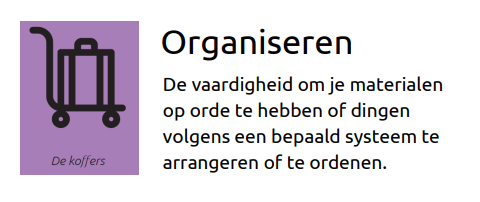 Organiseren
De vaardigheid om je materialen
op orde te hebben of dingen
volgens een bepaald systeem te
arrangeren of te ordenen.
De koffers